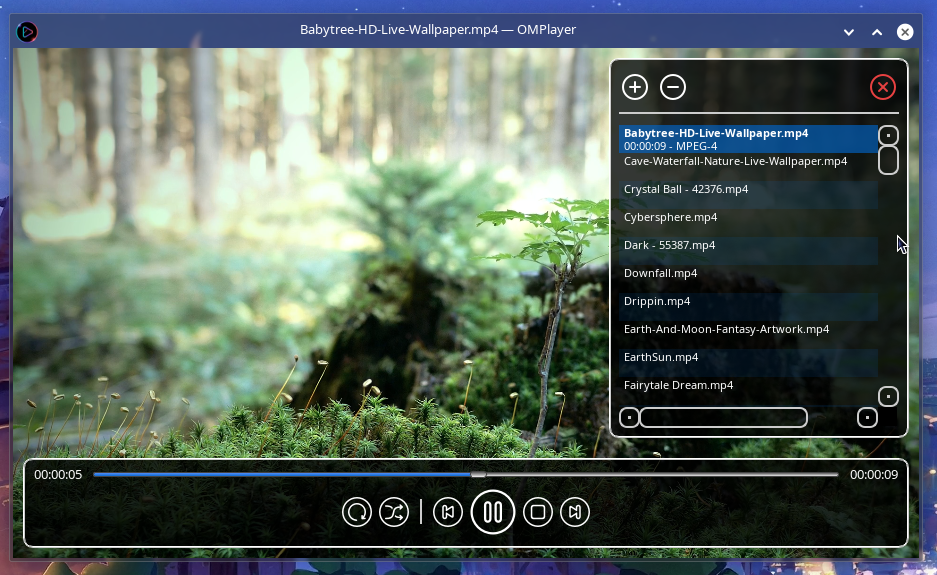 Babytree-HD-Live-Wallpaper.mp4 — OMPlayer
Babytree-HD-Live-Wallpaper.mp4
00:00:09 - MPEG-4
Cave-Waterfall-Nature-Live-Wallpaper.mp4
Crystal Ball - 42376.mp4
Cybersphere.mp4
Dark - 55387.mp4
Downfall.mp4
Drippin.mp4
Earth-And-Moon-Fantasy-Artwork.mp4
EarthSun.mp4
Fairytale Dream.mp4
00:00:05
00:00:09